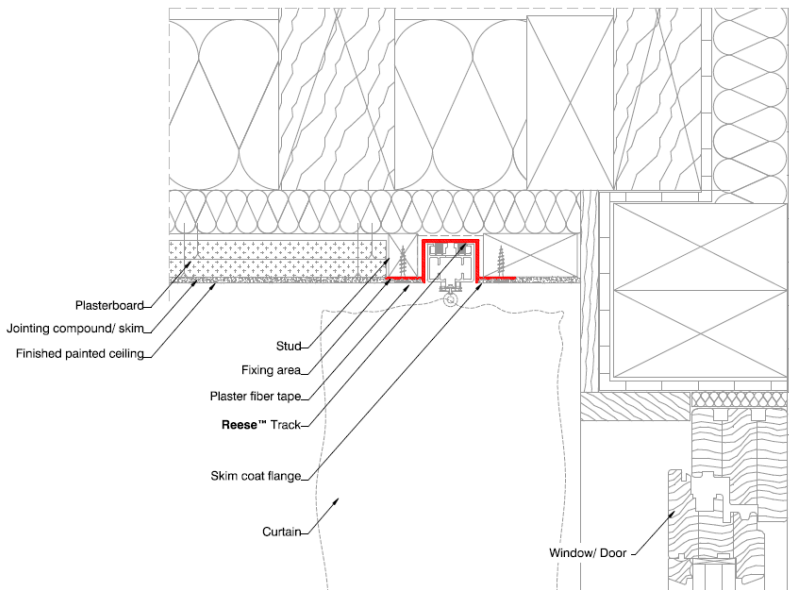 Plasterboard
Jointing compound/ skim
Finished painted ceiling
Stud
Fixing area
Plaster fiber tape
Reese™ Track
Skim coat flange
Curtain
Window/ Door